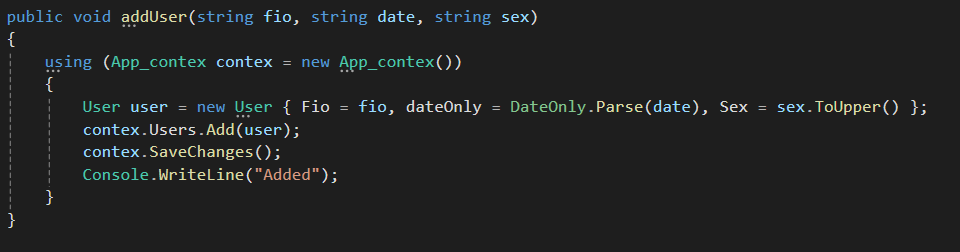 public void addUser(string fio, string date, string sex)
{
using (App_contex contex = new App_contex())
{
User user = new User { Fio = fio, dateOnly = DateOnly.Parse(date), Sex = sex.ToUpper() };
contex.Users.Add(user);
contex.SaveChanges();
Console.WriteLine("Added");
}
}